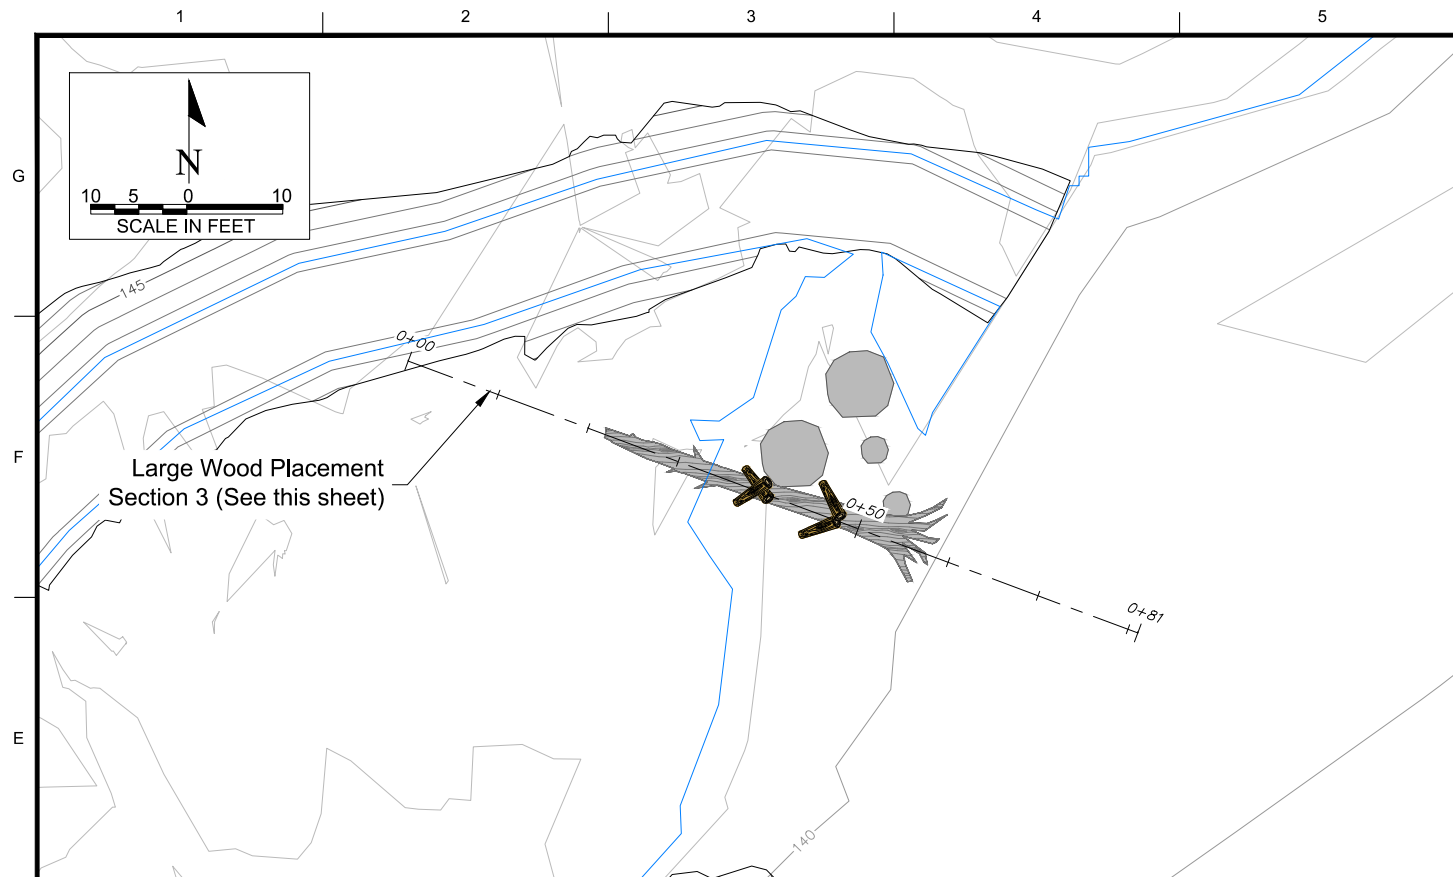 1 2 3 4 5
G
F
E
N
10 5 0 10
SCALE IN FEET
145
0+00
Large Wood Placement
Section 3 (See this sheet)
0+50
0+81
140